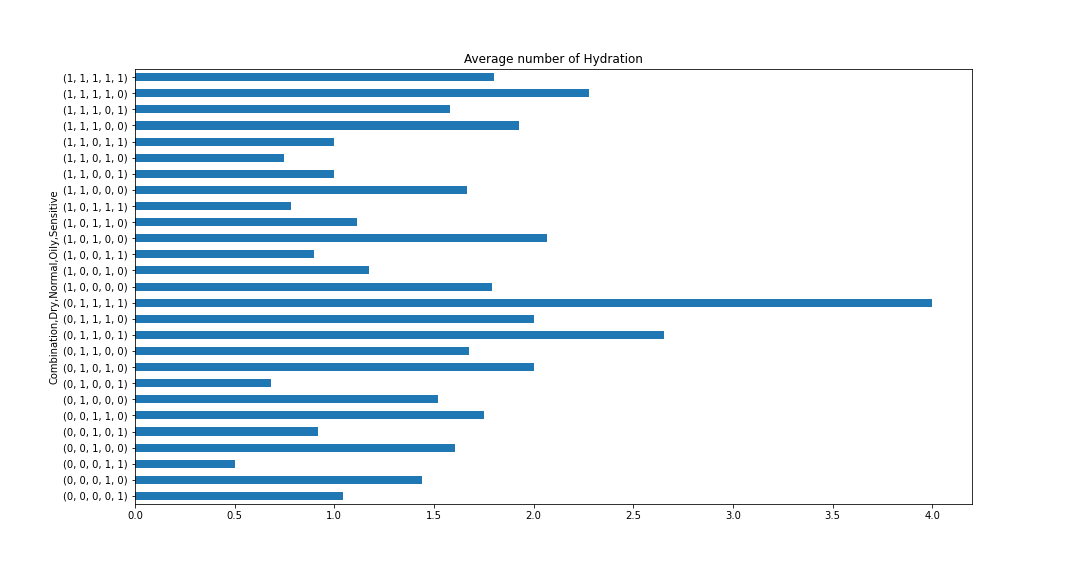 Average number of Hydration
Combination,Dry,Normal,Oily,Sensitive
(1, 1, 1, 1, 1)
(1, 1, 1, 1, 0)
(1, 1, 1, 0, 1)
(1, 1, 1, 0, 0)
(1, 1, 0, 1, 1)
(1, 1, 0, 1, 0)
(1, 1, 0, 0, 1)
(1, 1, 0, 0, 0)
(1, 0, 1, 1, 1)
(1, 0, 1, 1, 0)
(1, 0, 1, 0, 0)
(1, 0, 0, 1, 1)
(1, 0, 0, 1, 0)
(1, 0, 0, 0, 0)
(0, 1, 1, 1, 1)
(0, 1, 1, 1, 0)
(0, 1, 1, 0, 1)
(0, 1, 1, 0, 0)
(0, 1, 0, 1, 0)
(0, 1, 0, 0, 1)
(0, 1, 0, 0, 0)
(0, 0, 1, 1, 0)
(0, 0, 1, 0, 1)
(0, 0, 1, 0, 0)
(0, 0, 0, 1, 1)
(0, 0, 0, 1, 0)
(0, 0, 0, 0, 1)
0.0 0.5 1.0 1.5 2.0 2.5 3.0 3.5 4.0